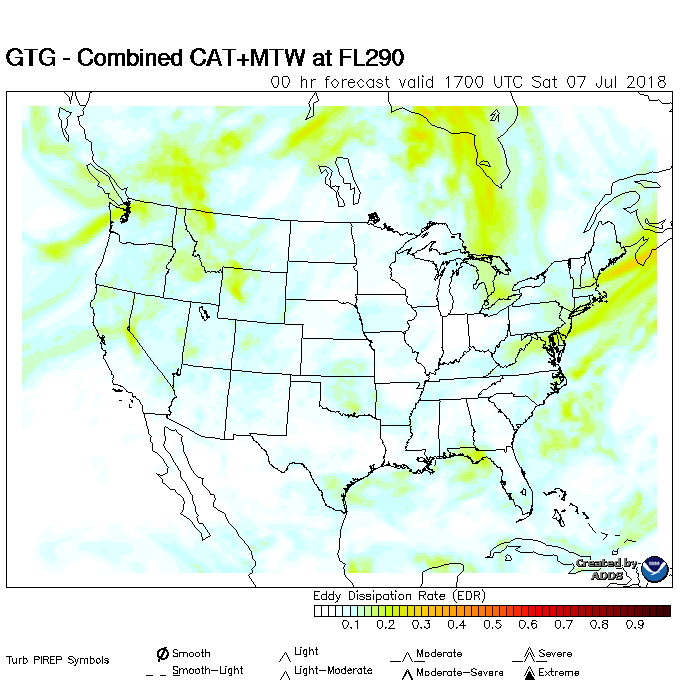 GTG - Combined CAT+MTW at FL290
00 hr forecast valid 1700 UTC Sat 07 Jul 2018
Created by
ADDS
Eddy Dissipation Rate (EDR)
0.1 0.2 0.3 0.4 0.5 0.6 0.7 0.8 0.9
Turb PIREP Symbols
Smooth Light Moderate Severe
Smooth-Light Light-Moderate Moderate-Severe Extreme